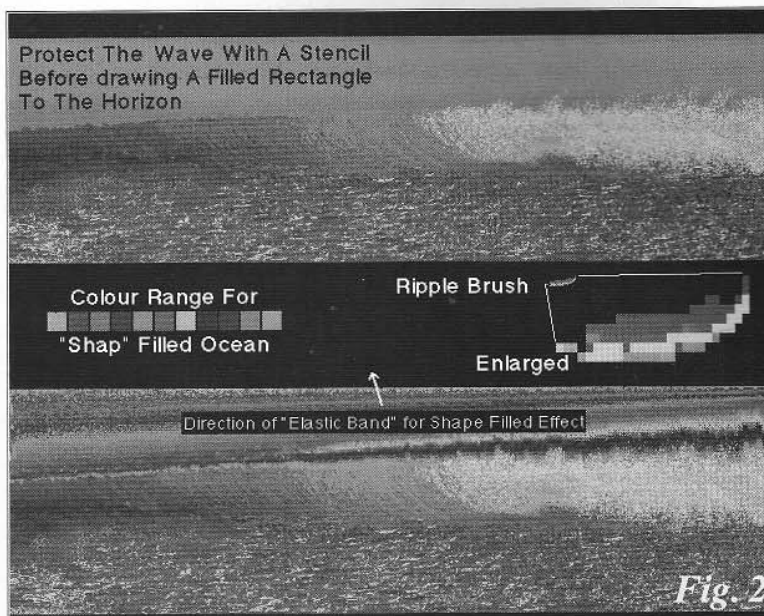 Protect The Wave With A Stencil
Before drawing A Filled Rectangle
To The Horizon
Colour Range For
"Shap" Filled Ocean
Ripple Brush
Enlarged
Direction of "Elastic Band" for Shape Filled Effect
Fig. 2